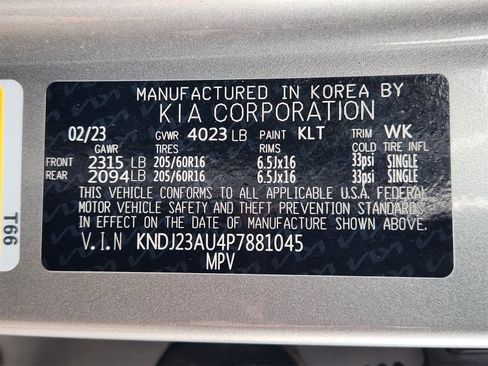 MANUFACTURED IN KOREA BY
KIA CORPORATION
02/23 GVWR 4023 LB PAINT KLT TRIM WK
GAWR TIRES RIMS COLD TIRE INFL
FRONT 2315 LB 205/60R16 6.5Jx16 33psi SINGLE
REAR 2094 LB 205/60R16 6.5Jx16 33psi SINGLE
THIS VEHICLE CONFORMS TO ALL APPLICABLE U.S.A. FEDERAL
MOTOR VEHICLE SAFETY AND THEFT PREVENTION STANDARDS
IN EFFECT ON THE DATE OF MANUFACTURE SHOWN ABOVE.
V.I.N KNDJ23AU4P7881045
MPV
T66